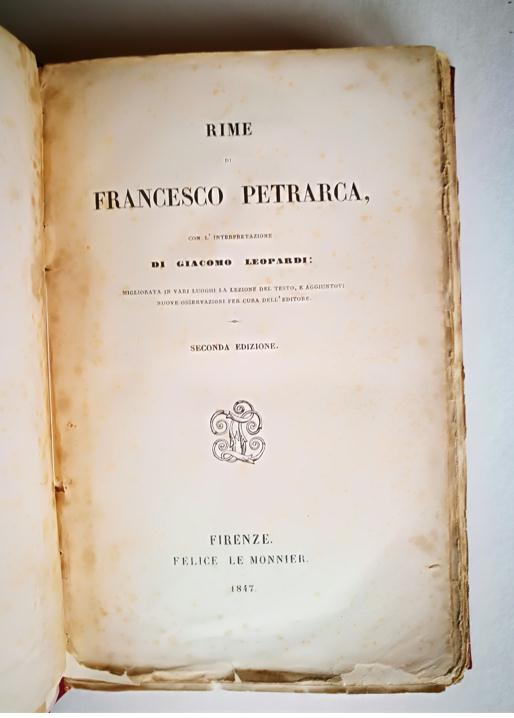 RIME
DI
FRANCESCO PETRARCA,
CON L'INTERPRETAZIONE
DI GIACOMO LEOPARDI:
MIGLIORATA IN VARI LUOGHI LA LEZIONE DEL TESTO, E AGGIUNTOVI
NUOVE OSSERVAZIONI PER CURA DELL'EDITORE.
SECONDA EDIZIONE.
FIRENZE.
FELICE LE MONNIER.
1847.